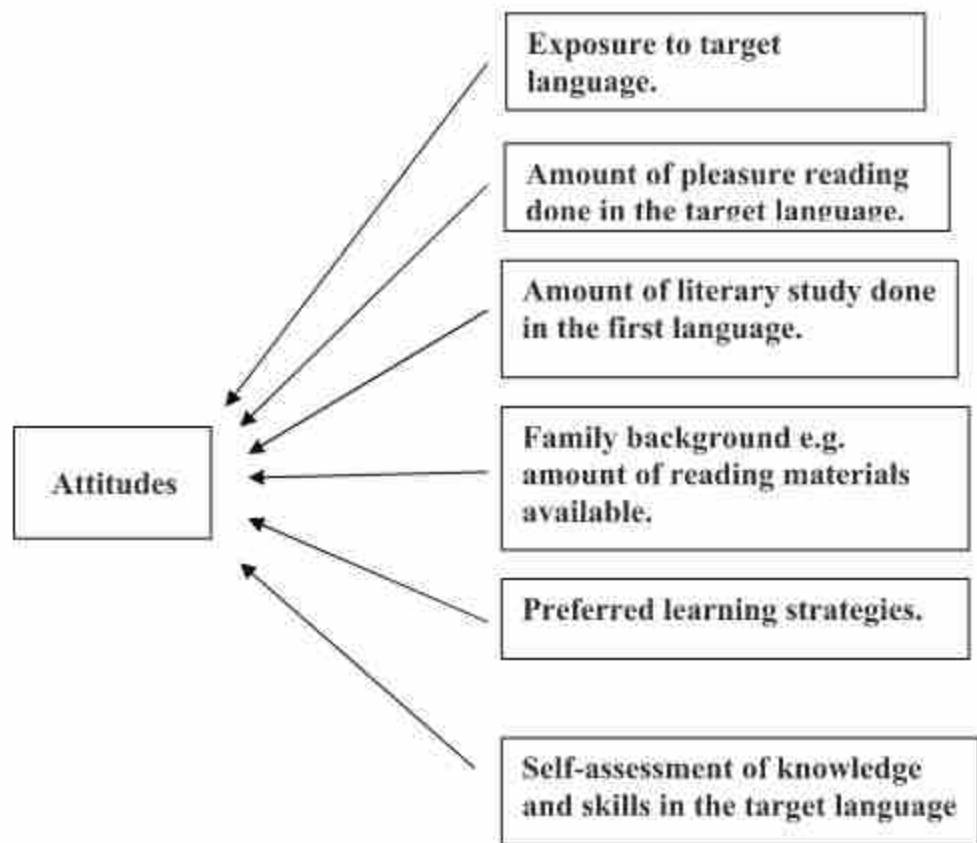 Exposure to target
language.
Amount of pleasure reading
done in the target language.
Amount of literary study done
in the first language.
Attitudes
Family background e.g.
amount of reading materials
available.
Preferred learning strategies.
Self-assessment of knowledge
and skills in the target language